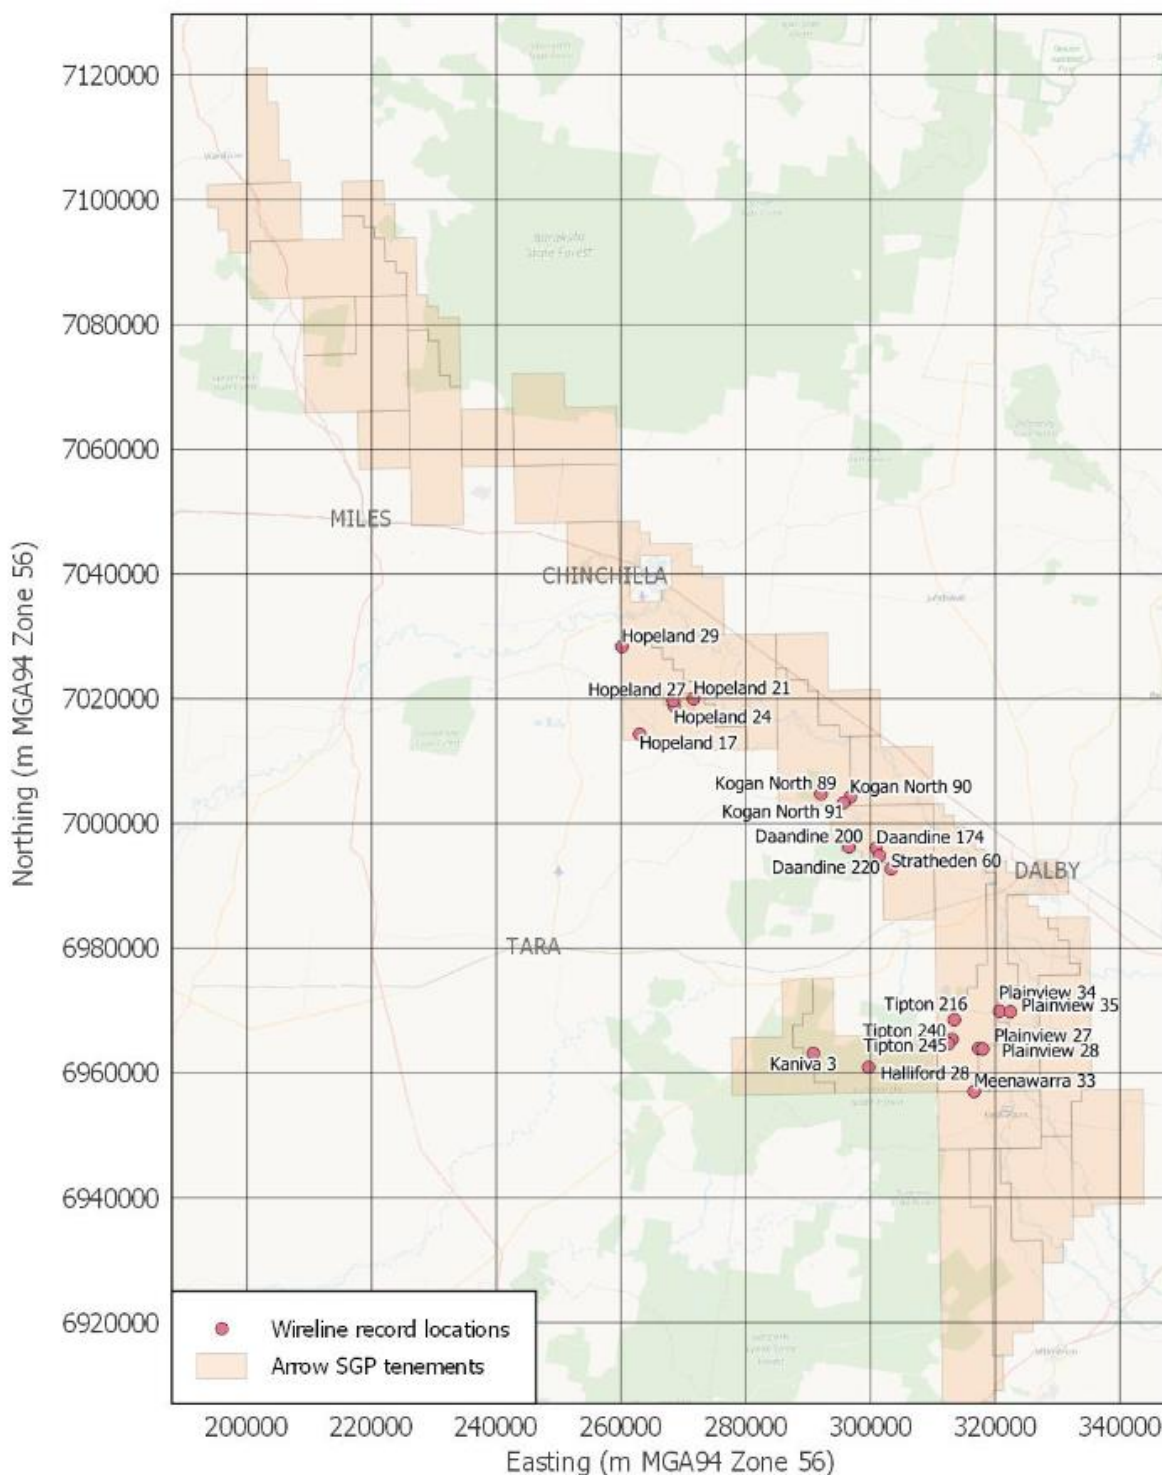 7120000
7100000
Barakula
State Forest
7080000
7060000
MILES
7040000
CHINCHILLA
Jandowae
Hopeland 29
7020000
Hopeland 27
Hopeland 21
Hopeland 24
Hopeland 17
Kogan North 89
Kogan North 90
Kogan North 91
7000000
Daandine 200
Daandine 174
Daandine 220
Stratheden 60
DALBY
6980000
TARA
Plainview 34
Tipton 216
Plainview 35
Tipton 240
Plainview 27
Tipton 245
Plainview 28
Kaniva 3
6960000
Halliford 28
Meenawarra 33
6940000
6920000
Wireline record locations
Arrow SGP tenements
Northing (m MGA94 Zone 56)
200000 220000 240000 260000 280000 300000 320000 340000
Easting (m MGA94 Zone 56)